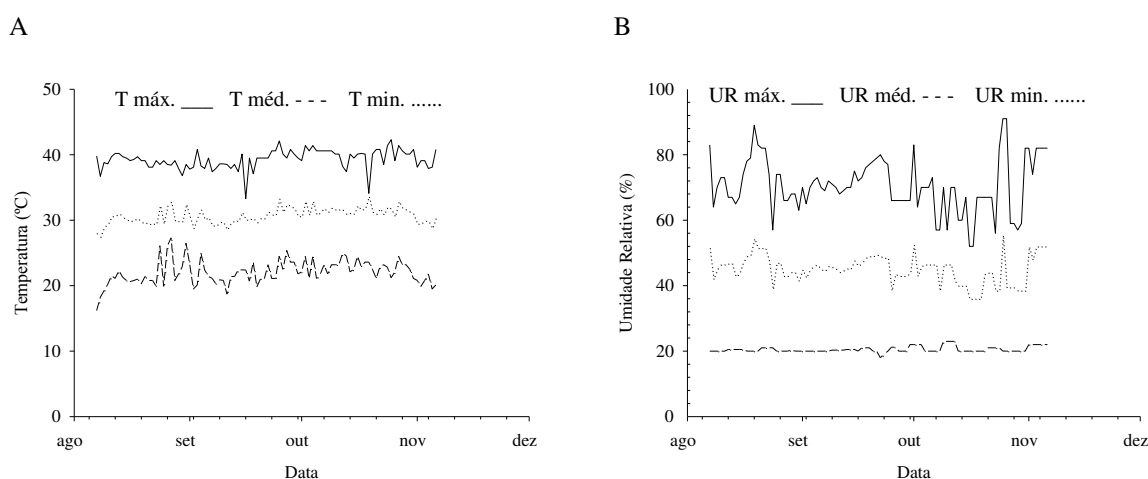 A
50
T máx. ___ T méd. - - - T min. ......
40
30
20
10
0
Temperatura (ºC)
ago set out nov dez
Data
B
100
UR máx. ___ UR méd. - - - UR min. ......
80
60
40
20
0
Umidade Relativa (%)
ago set out nov dez
Data